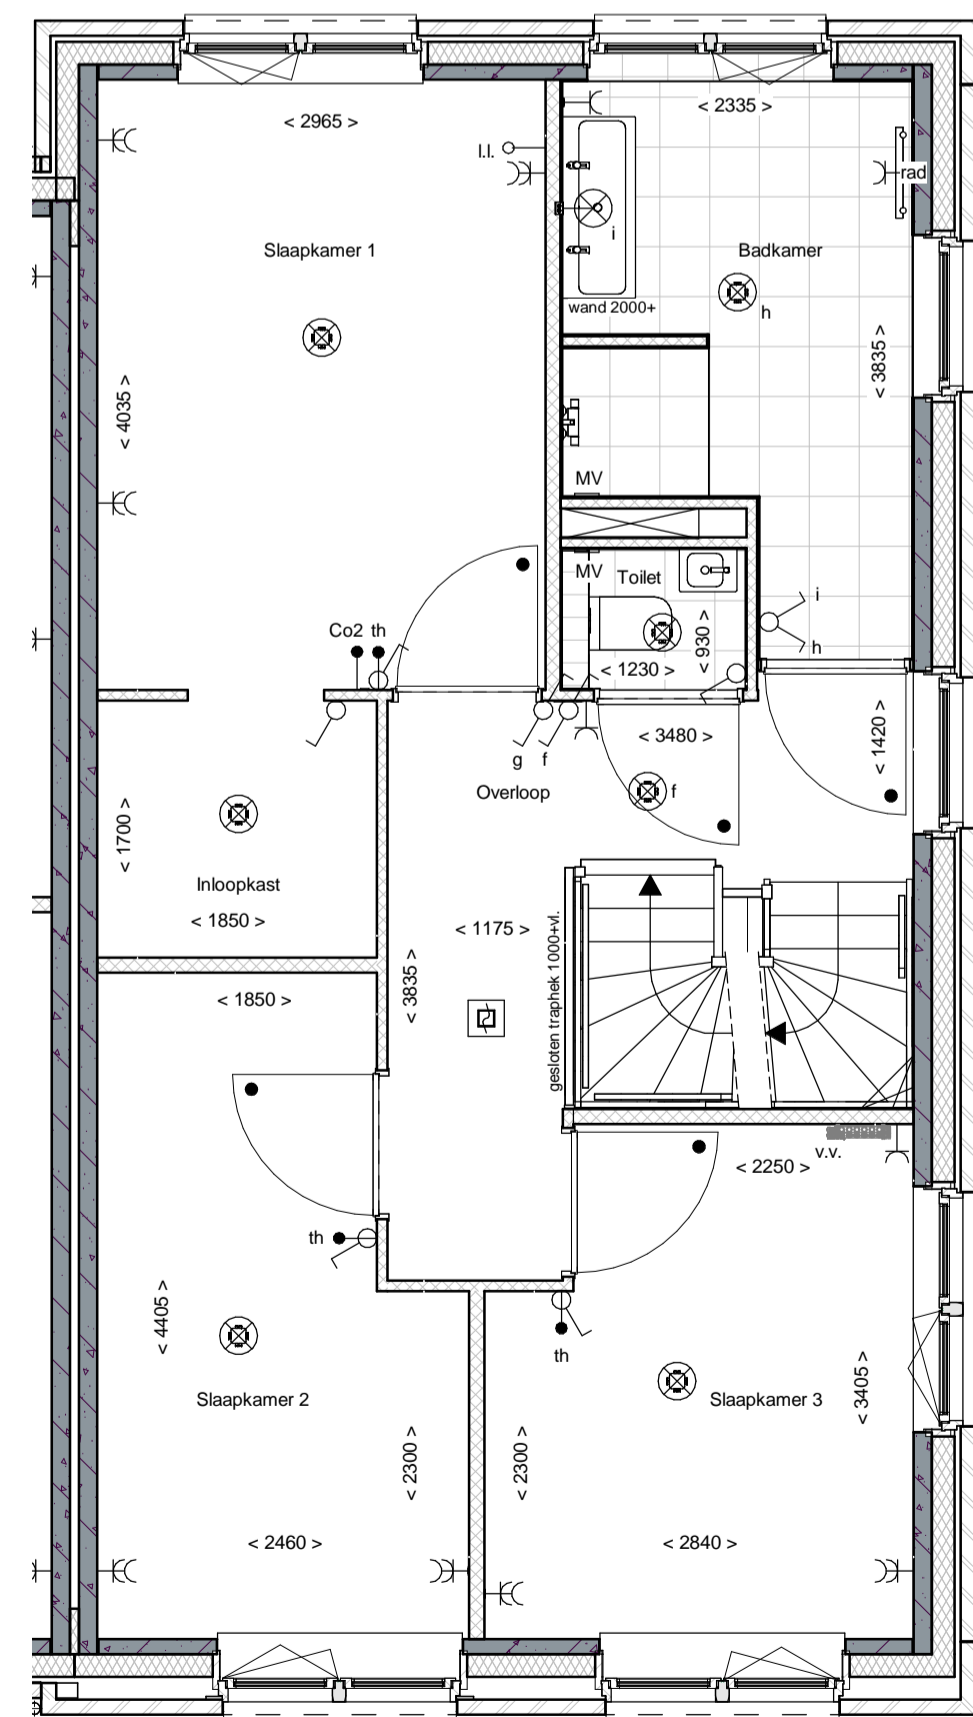 < 2965 >
< 2335 >
l.l.
rad
Slaapkamer 1
i
Badkamer
wand 2000+
h
< 4035 >
< 3835 >
MV
MV
Toilet
< 930 >
i
h
Co2 th
< 1230 >
g f
< 3480 >
< 1420 >
Overloop
f
< 1700 >
Inloopkast
< 1850 >
< 1175 >
gesloten traphek 1000+vl.
< 1850 >
< 3835 >
v.v.
< 2250 >
th
< 4405 >
th
Slaapkamer 2
Slaapkamer 3
< 3405 >
< 2300 >
< 2300 >
< 2460 >
< 2840 >